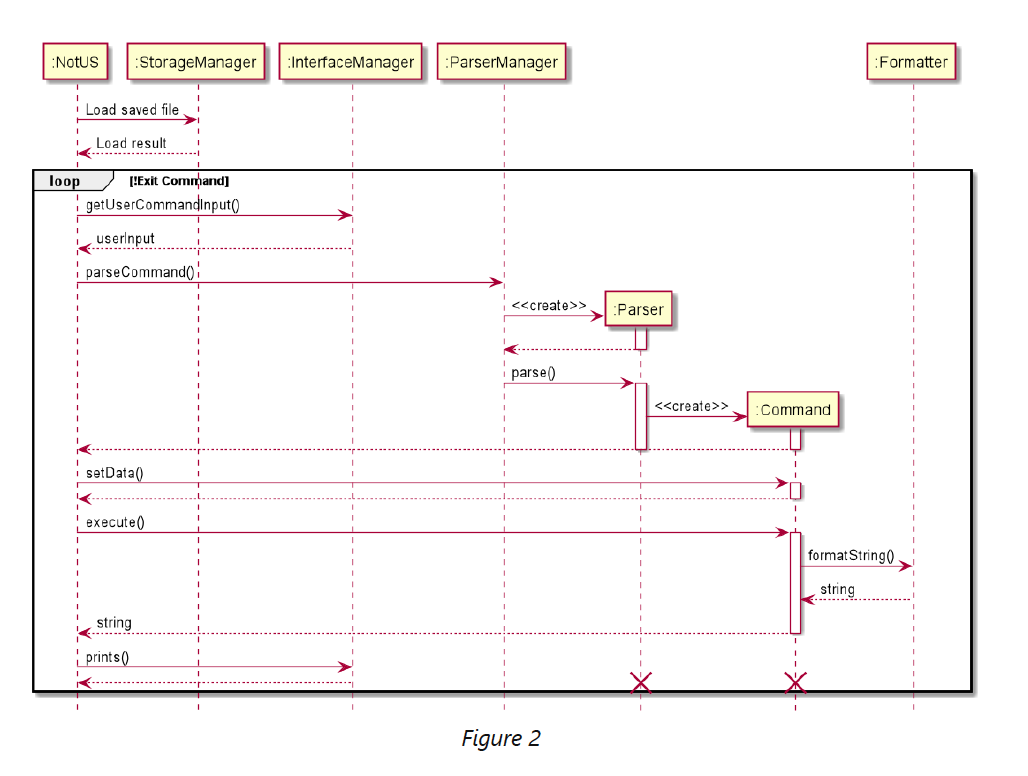 :NotUS :StorageManager :InterfaceManager :ParserManager :Formatter
Load saved file
Load result
loop [!Exit Command]
getUserCommandInput()
userInput
parseCommand()
<<create>> :Parser
parse()
<<create>> :Command
setData()
execute()
formatString()
string
string
prints()
Figure 2